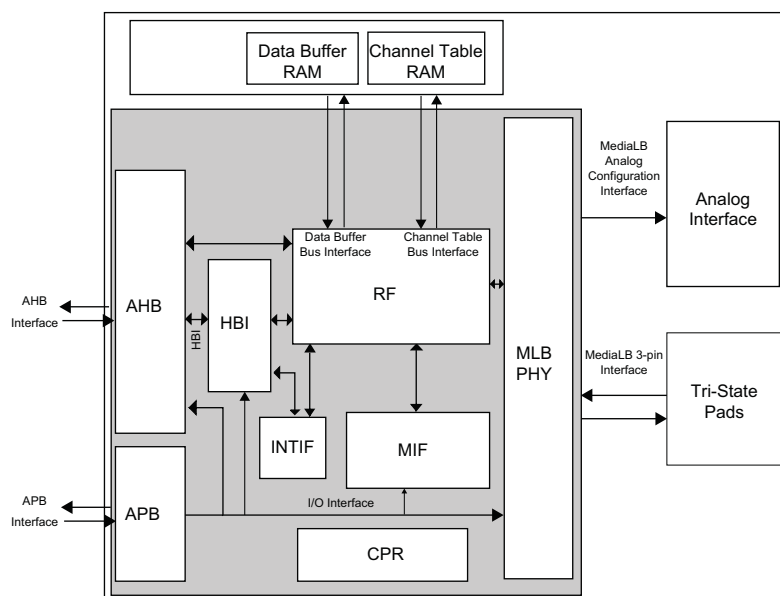 Data Buffer
RAM
Channel Table
RAM
MediaLB
Analog
Configuration
Interface
Analog
Interface
Data Buffer
Bus Interface
Channel Table
Bus Interface
RF
AHB
HBI
HBI
AHB
Interface
MLB
PHY
MediaLB 3-pin
Interface
Tri-State
Pads
INTIF
MIF
APB
Interface
APB
I/O Interface
CPR